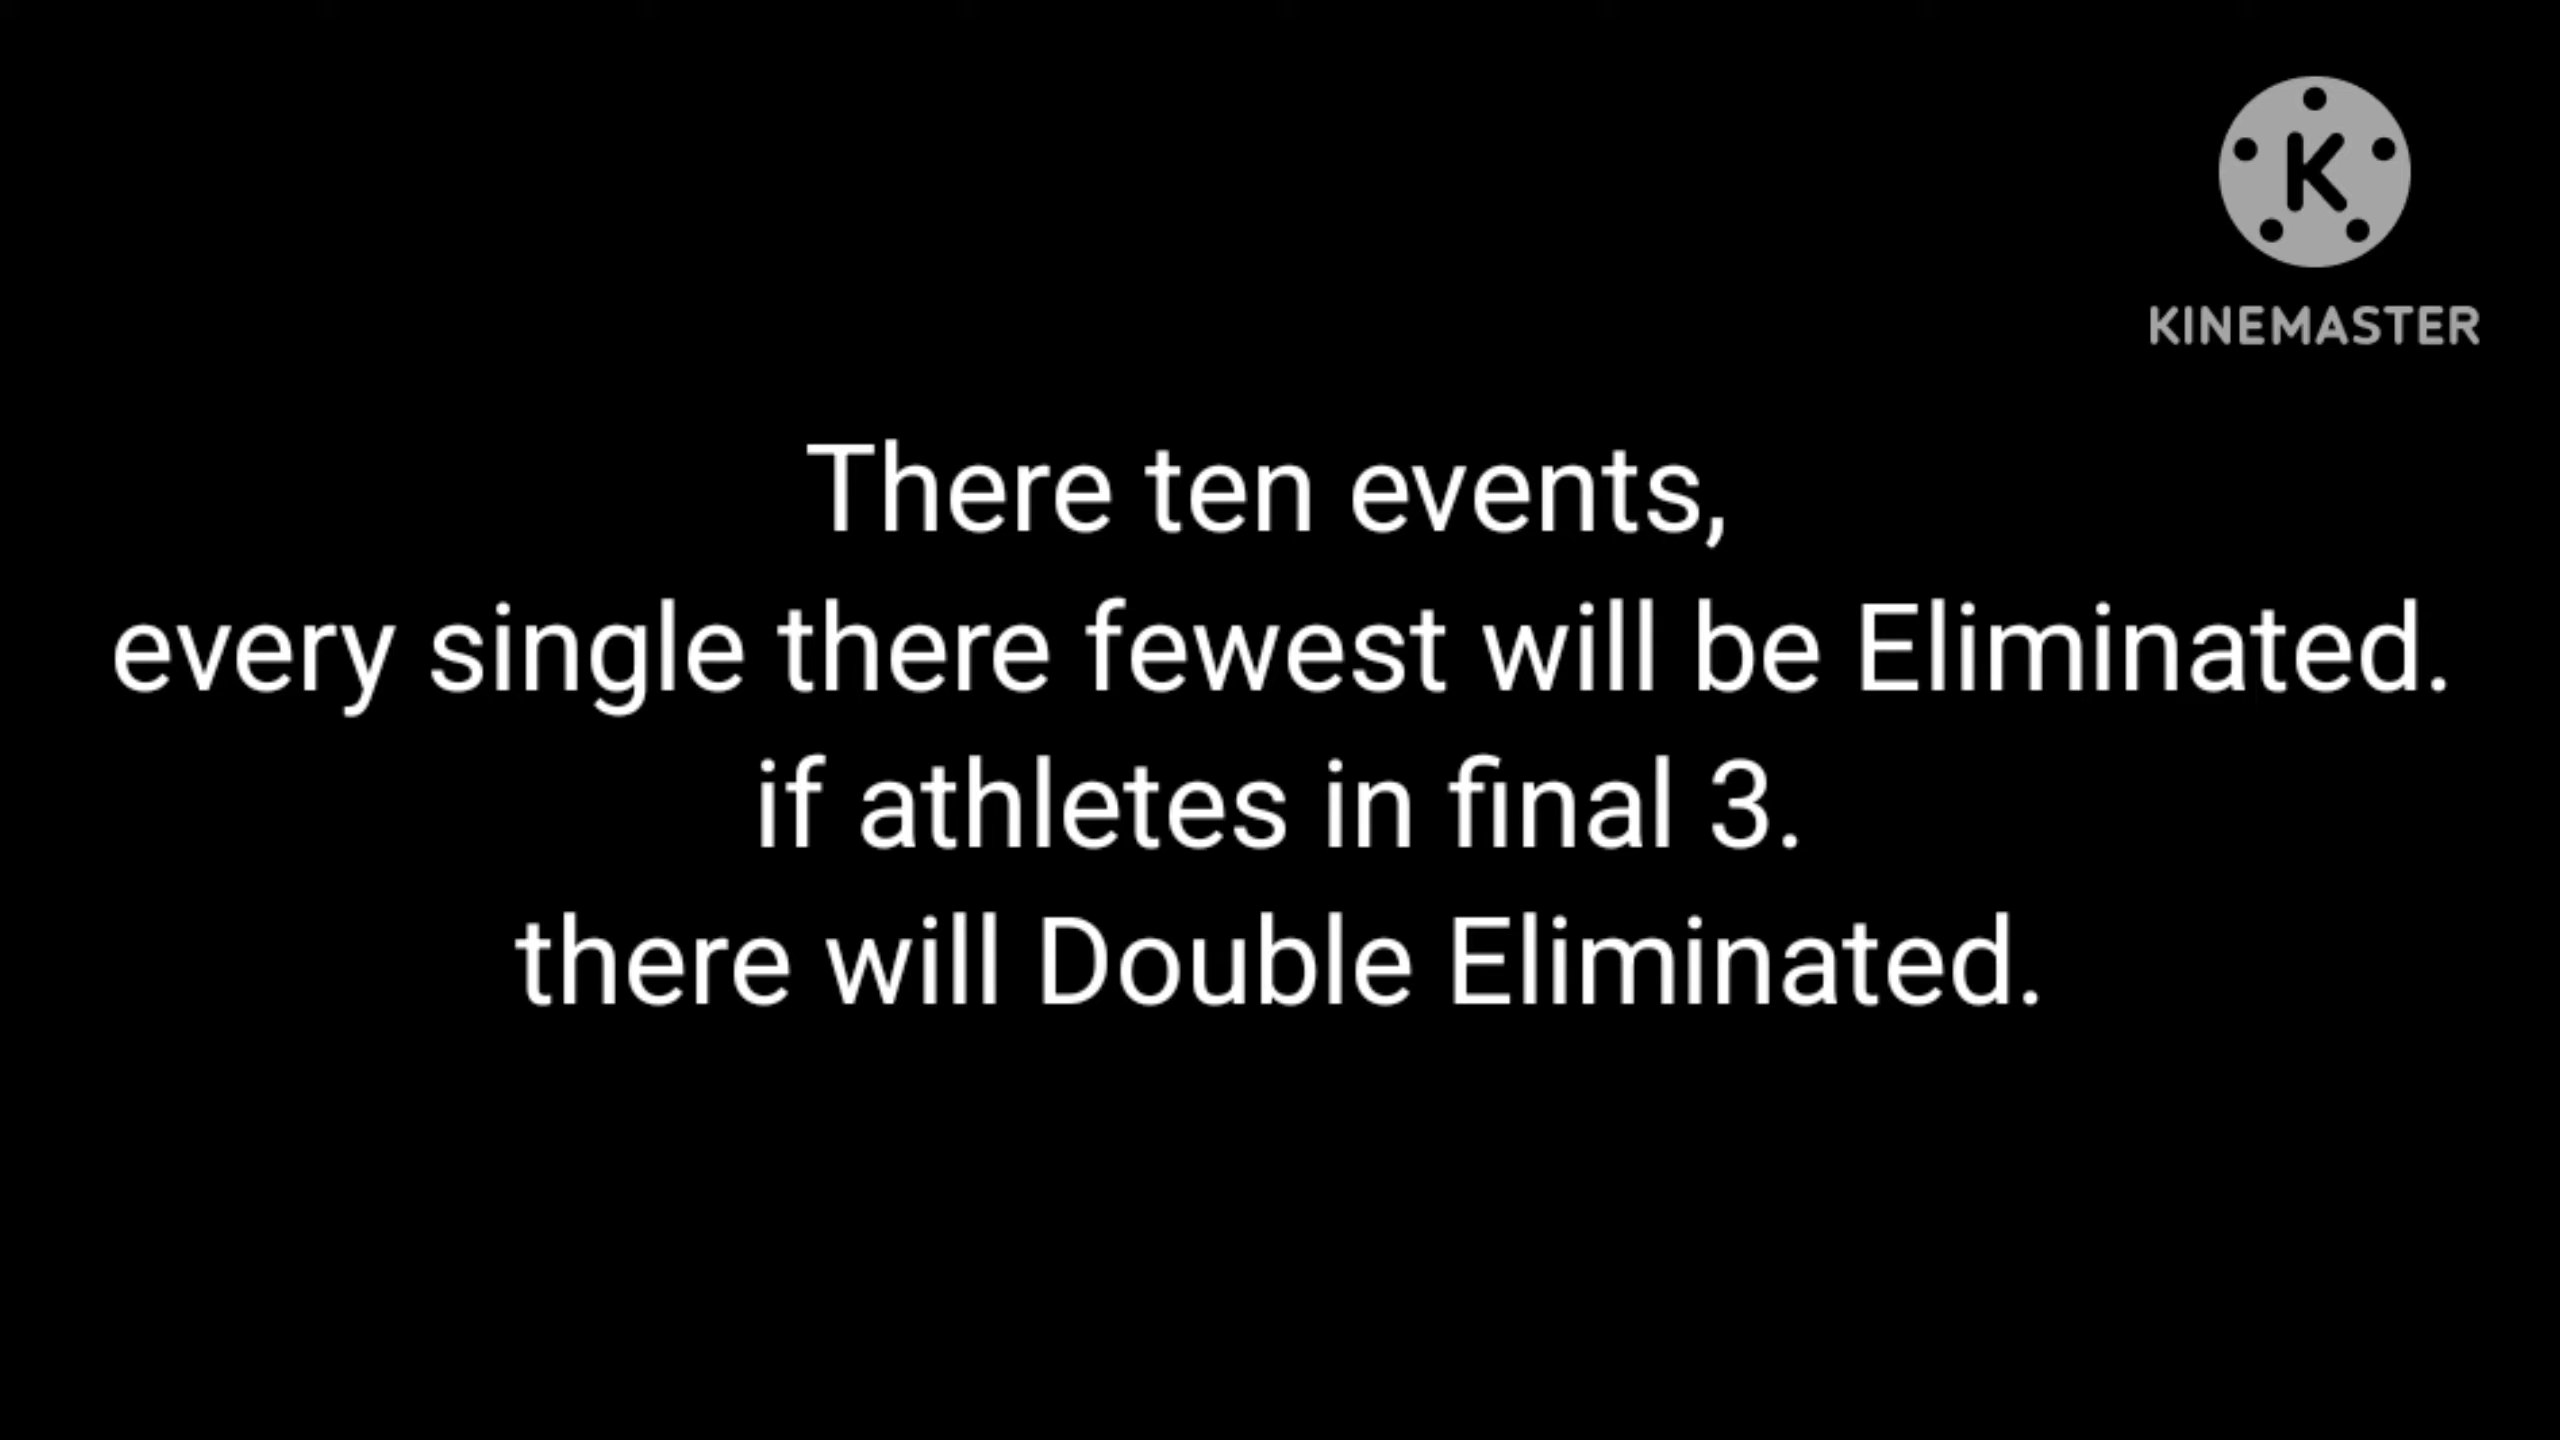 K
KINEMASTER
There ten events,
every single there fewest will be Eliminated.
if athletes in final 3.
there will Double Eliminated.